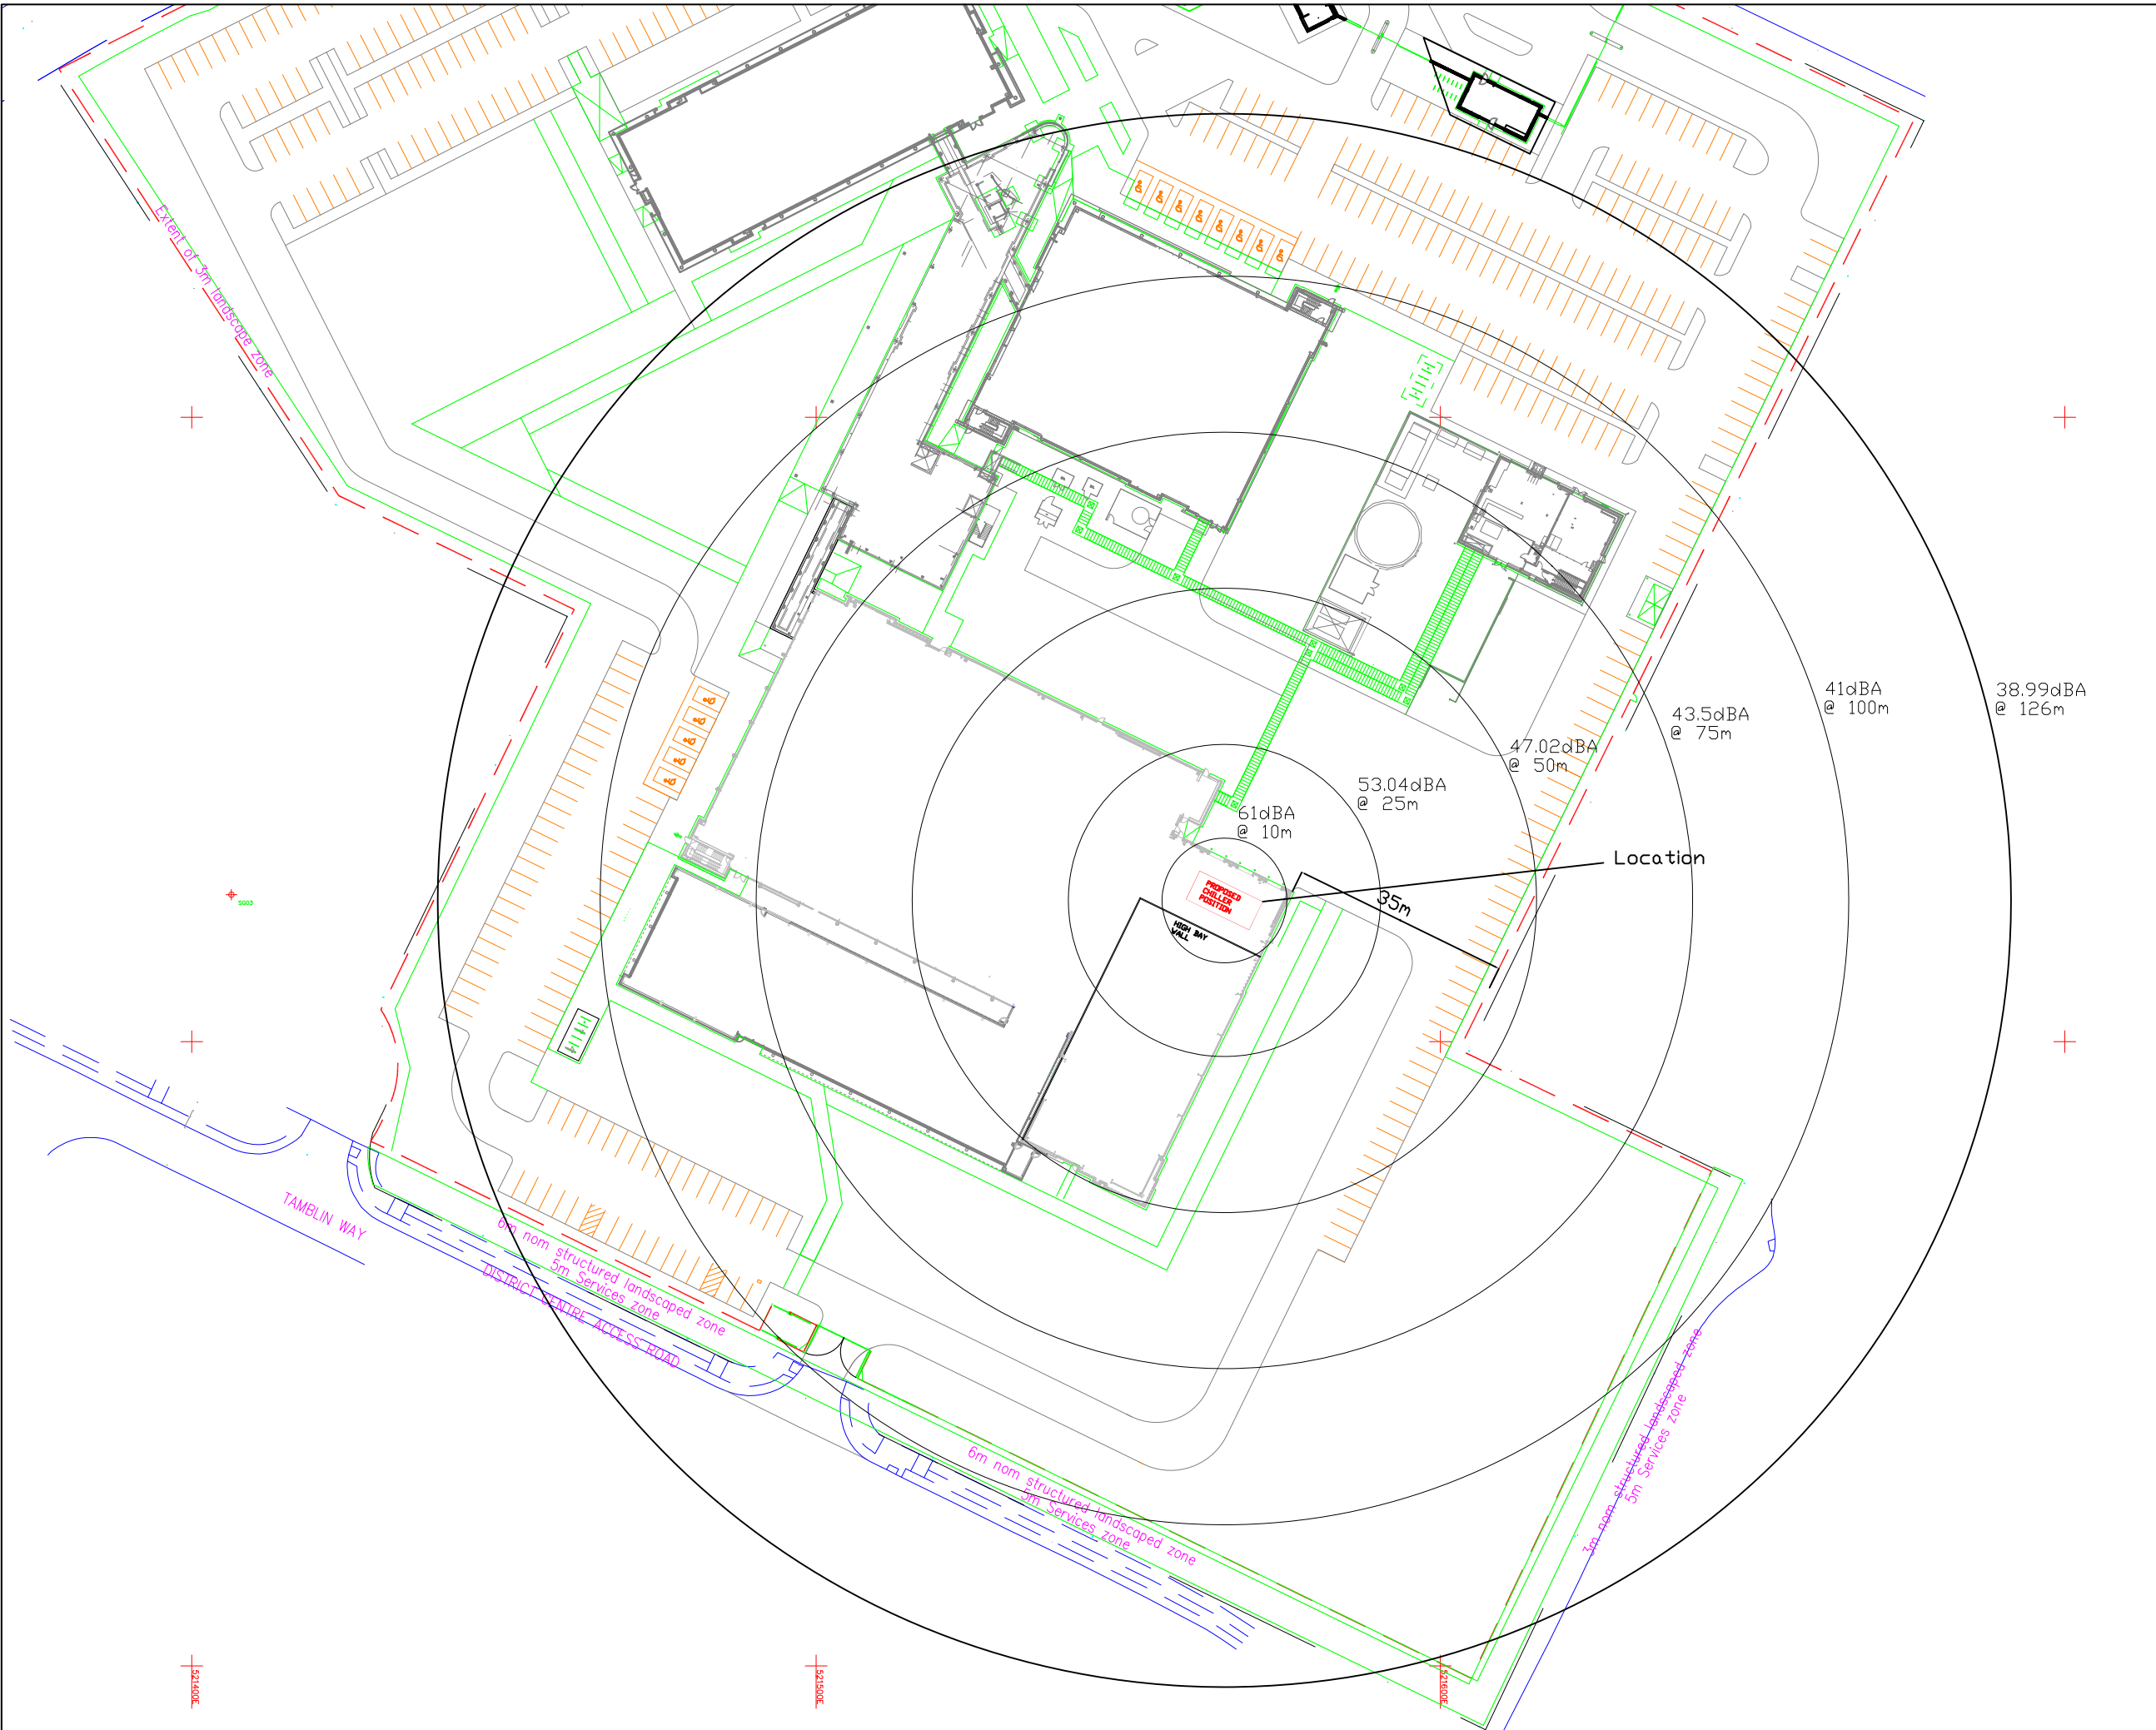 Extent of 3m landscape zone
38.99dBA
@ 126m
41dBA
@ 100m
43.5dBA
@ 75m
47.02dBA
@ 50m
53.04dBA
@ 25m
61dBA
@ 10m
Location
35m
PROPOSED
CHILLER
POSITION
HIGH BAY
WALL
SG03
TAMBLIN WAY
DISTRICT CENTRE ACCESS ROAD
6m nom structured landscaped zone
5m Services zone
6m nom structured landscaped zone
5m Services zone
3m nom structured landscaped zone
5m Services zone
521400E
521500E
521600E